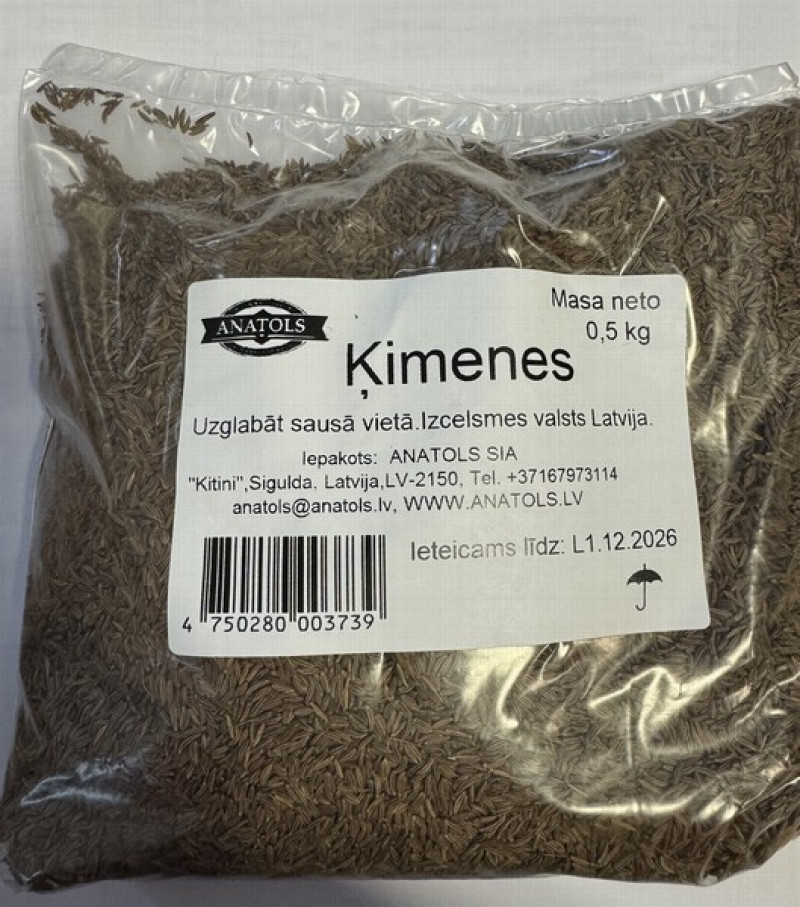 ANATOLS
Masa neto
0,5 kg
Ķimenes
Uzglabāt sausā vietā.Izcelsmes valsts Latvija.
Iepakots: ANATOLS SIA
"Kitini",Sigulda, Latvija,LV-2150, Tel. +37167973114
anatols@anatols.lv, WWW.ANATOLS.LV
Ieteicams līdz: L1.12.2026
4 750280 003739